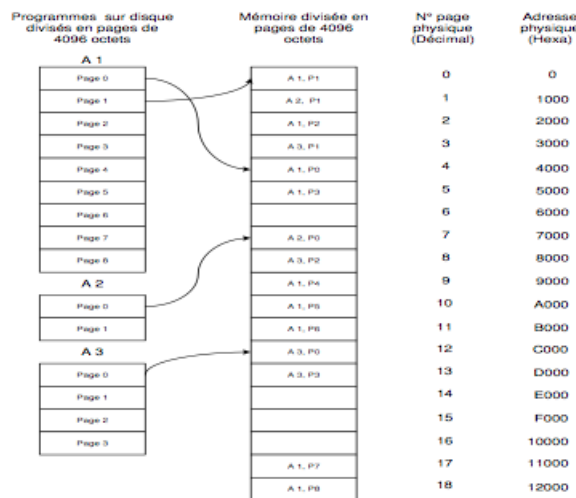 Programmes sur disque
divisés en pages de
4096 octets
A 1
Page 0
Page 1
Page 2
Page 3
Page 4
Page 5
Page 6
Page 7
Page 8
A 2
Page 0
Page 1
A 3
Page 0
Page 1
Page 2
Page 3
Mémoire divisée en
pages de 4096
octets
A 1, P1
A 2, P1
A 1, P2
A 3, P1
A 1, P0
A 1, P3
A 2, P0
A 3, P2
A 1, P4
A 1, P5
A 1, P6
A 3, P0
A 3, P3
A 1, P7
A 1, P8
N° page
physique
(Décimal)
0
1
2
3
4
5
6
7
8
9
10
11
12
13
14
15
16
17
18
Adresse
physique
(Hexa)
0
1000
2000
3000
4000
5000
6000
7000
8000
9000
A000
B000
C000
D000
E000
F000
10000
11000
12000